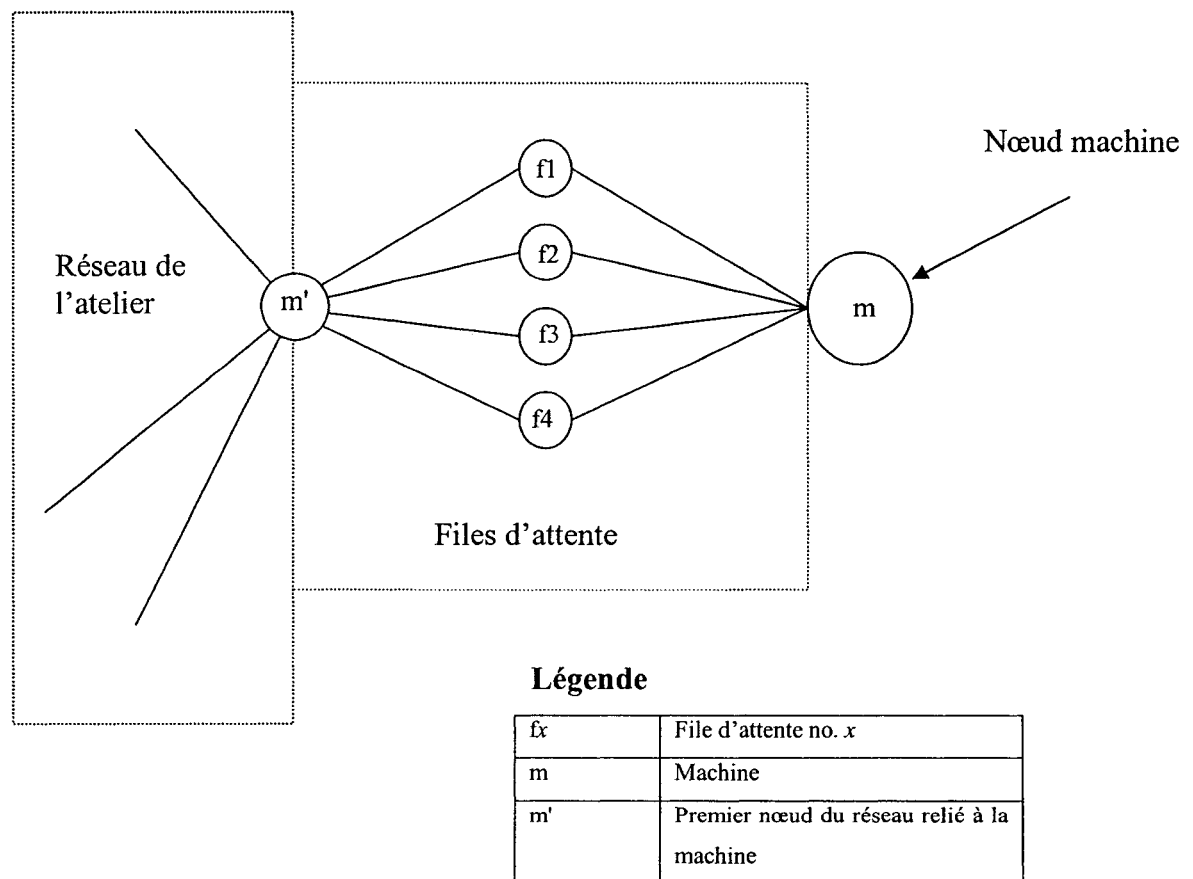 Nœud machine
Réseau de
l'atelier
m'
f1
f2
f3
f4
m
Files d'attente
Légende
fx File d'attente no. x
m Machine
m' Premier nœud du réseau relié à la
machine